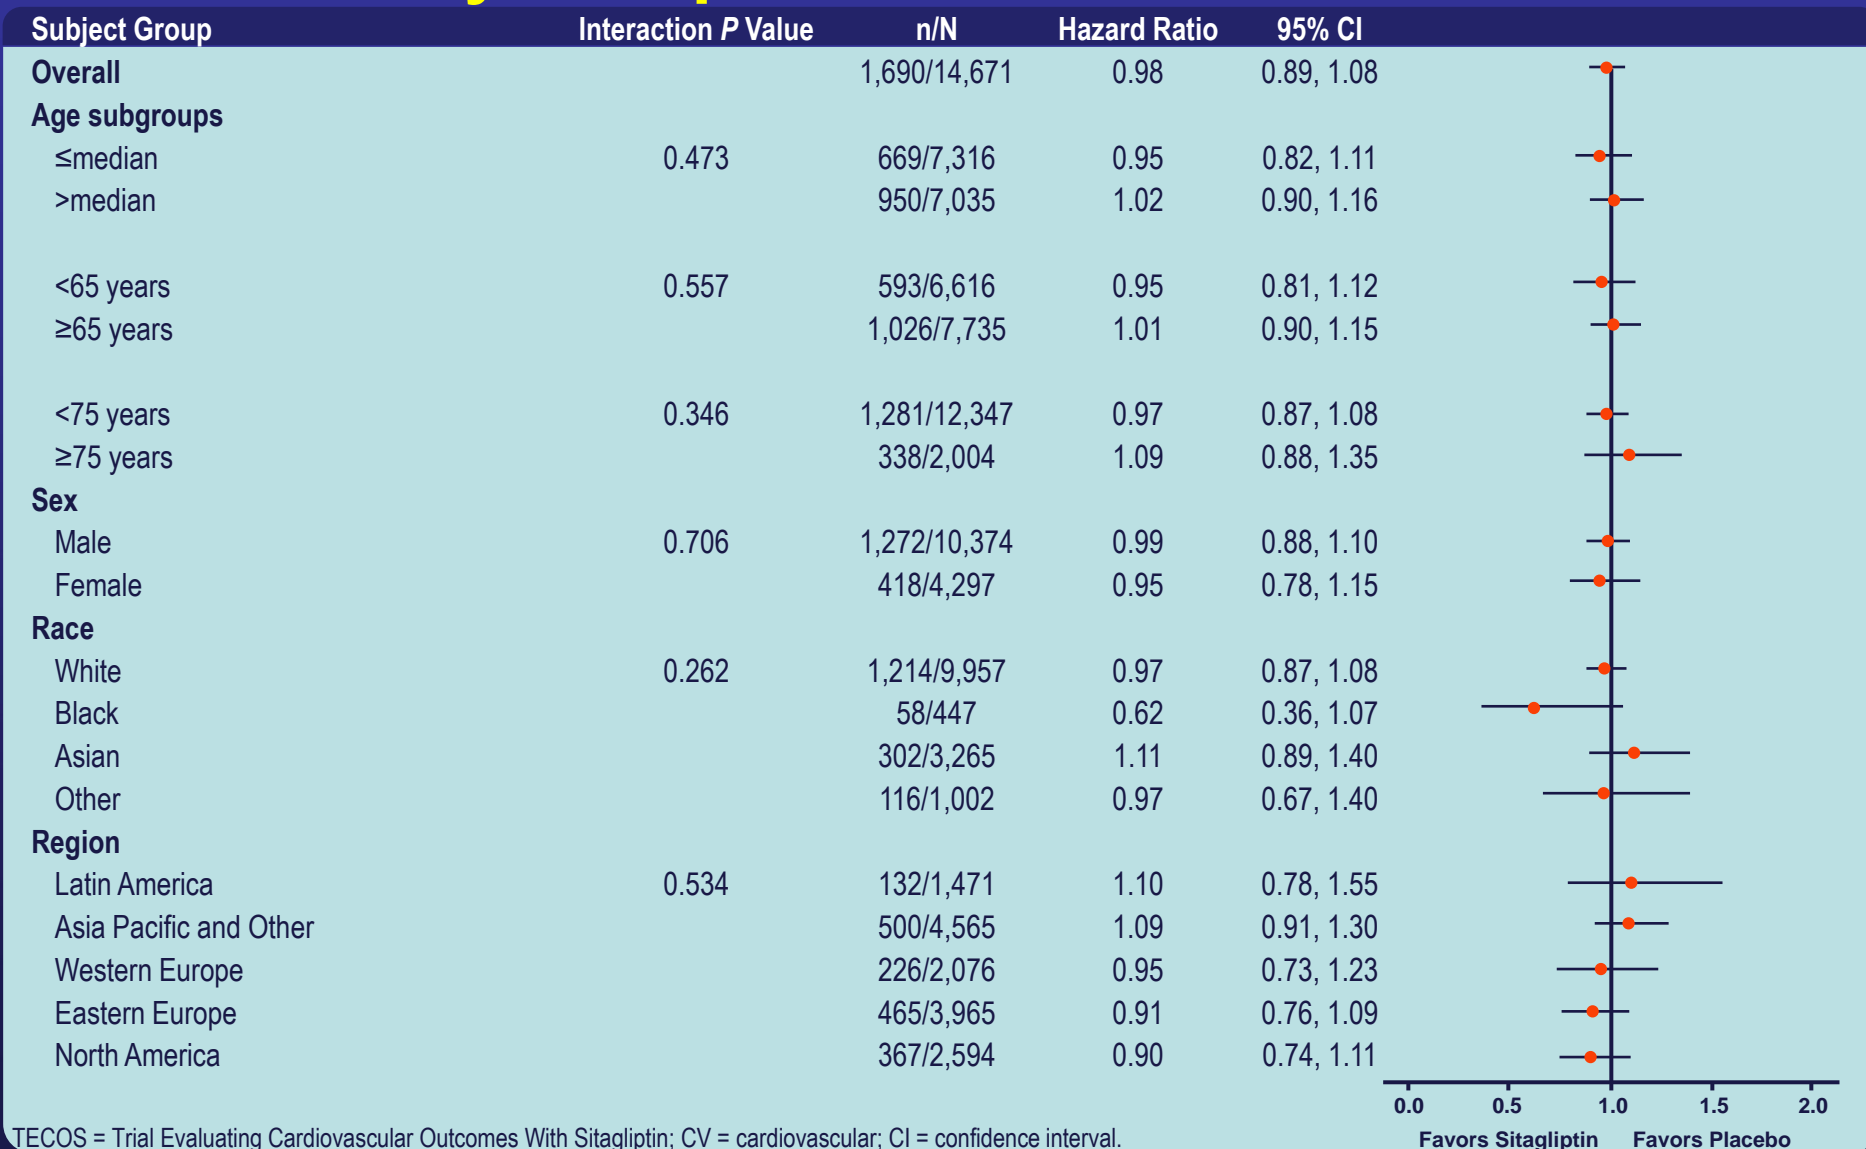 Subject Group Interaction P Value n/N Hazard Ratio 95% CI
Overall 1,690/14,671 0.98 0.89, 1.08
Age subgroups
≤median 0.473 669/7,316 0.95 0.82, 1.11
>median 950/7,035 1.02 0.90, 1.16
<65 years 0.557 593/6,616 0.95 0.81, 1.12
≥65 years 1,026/7,735 1.01 0.90, 1.15
<75 years 0.346 1,281/12,347 0.97 0.87, 1.08
≥75 years 338/2,004 1.09 0.88, 1.35
Sex
Male 0.706 1,272/10,374 0.99 0.88, 1.10
Female 418/4,297 0.95 0.78, 1.15
Race
White 0.262 1,214/9,957 0.97 0.87, 1.08
Black 58/447 0.62 0.36, 1.07
Asian 302/3,265 1.11 0.89, 1.40
Other 116/1,002 0.97 0.67, 1.40
Region
Latin America 0.534 132/1,471 1.10 0.78, 1.55
Asia Pacific and Other 500/4,565 1.09 0.91, 1.30
Western Europe 226/2,076 0.95 0.73, 1.23
Eastern Europe 465/3,965 0.91 0.76, 1.09
North America 367/2,594 0.90 0.74, 1.11
0.0 0.5 1.0 1.5 2.0
Favors Sitagliptin Favors Placebo
TECOS = Trial Evaluating Cardiovascular Outcomes With Sitagliptin; CV = cardiovascular; CI = confidence interval.